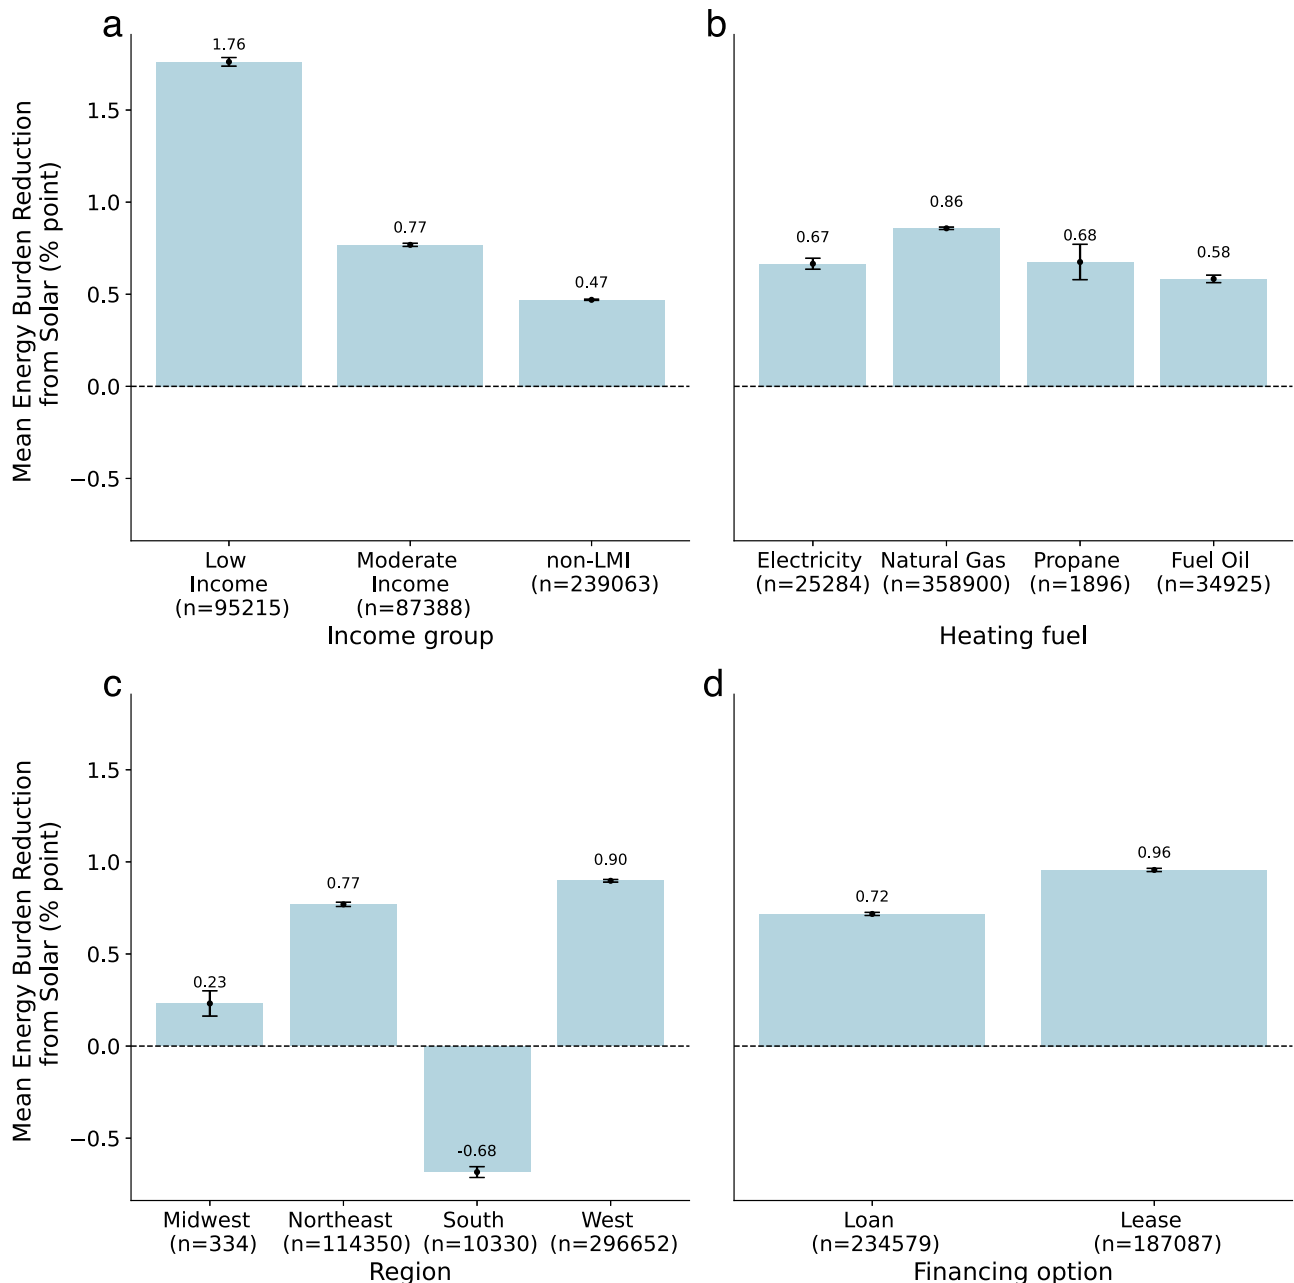 a
Mean Energy Burden Reduction
from Solar (% point)
1.5
1.0
0.5
0.0
−0.5
1.76
0.77
0.47
Low
Income
(n=95215)
Moderate
Income
(n=87388)
non-LMI
(n=239063)
Income group
b
0.67
0.86
0.68
0.58
Electricity
(n=25284)
Natural Gas
(n=358900)
Propane
(n=1896)
Fuel Oil
(n=34925)
Heating fuel
c
Mean Energy Burden Reduction
from Solar (% point)
1.5
1.0
0.5
0.0
−0.5
0.23
0.77
-0.68
0.90
Midwest
(n=334)
Northeast
(n=114350)
South
(n=10330)
West
(n=296652)
Region
d
0.72
0.96
Loan
(n=234579)
Lease
(n=187087)
Financing option